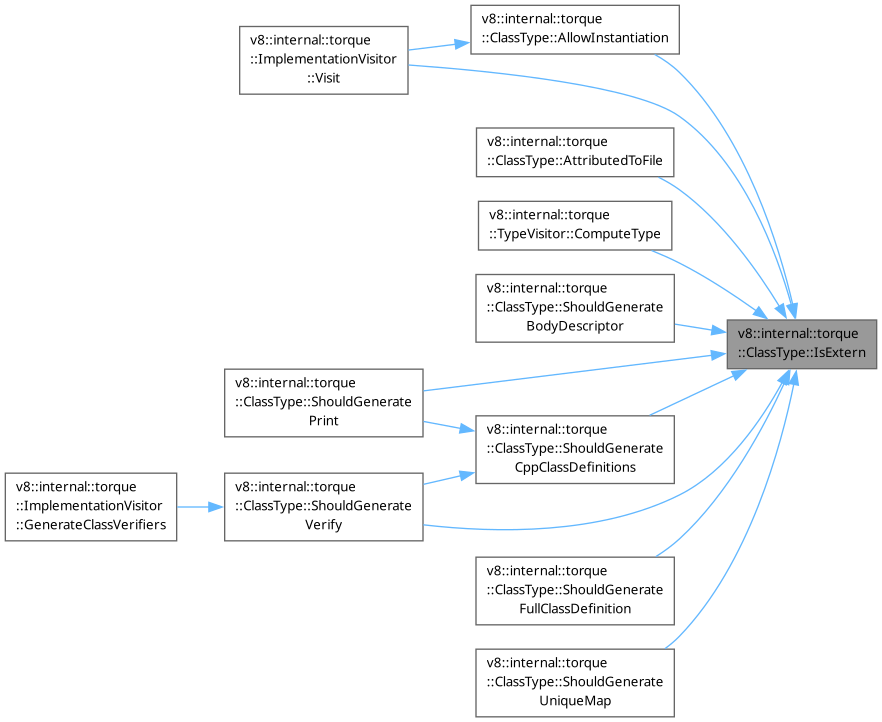 v8::internal::torque
::ClassType::AllowInstantiation
v8::internal::torque
::ImplementationVisitor
::Visit
v8::internal::torque
::ClassType::AttributedToFile
v8::internal::torque
::TypeVisitor::ComputeType
v8::internal::torque
::ClassType::ShouldGenerate
BodyDescriptor
v8::internal::torque
::ClassType::IsExtern
v8::internal::torque
::ClassType::ShouldGenerate
Print
v8::internal::torque
::ClassType::ShouldGenerate
CppClassDefinitions
v8::internal::torque
::ImplementationVisitor
::GenerateClassVerifiers
v8::internal::torque
::ClassType::ShouldGenerate
Verify
v8::internal::torque
::ClassType::ShouldGenerate
FullClassDefinition
v8::internal::torque
::ClassType::ShouldGenerate
UniqueMap